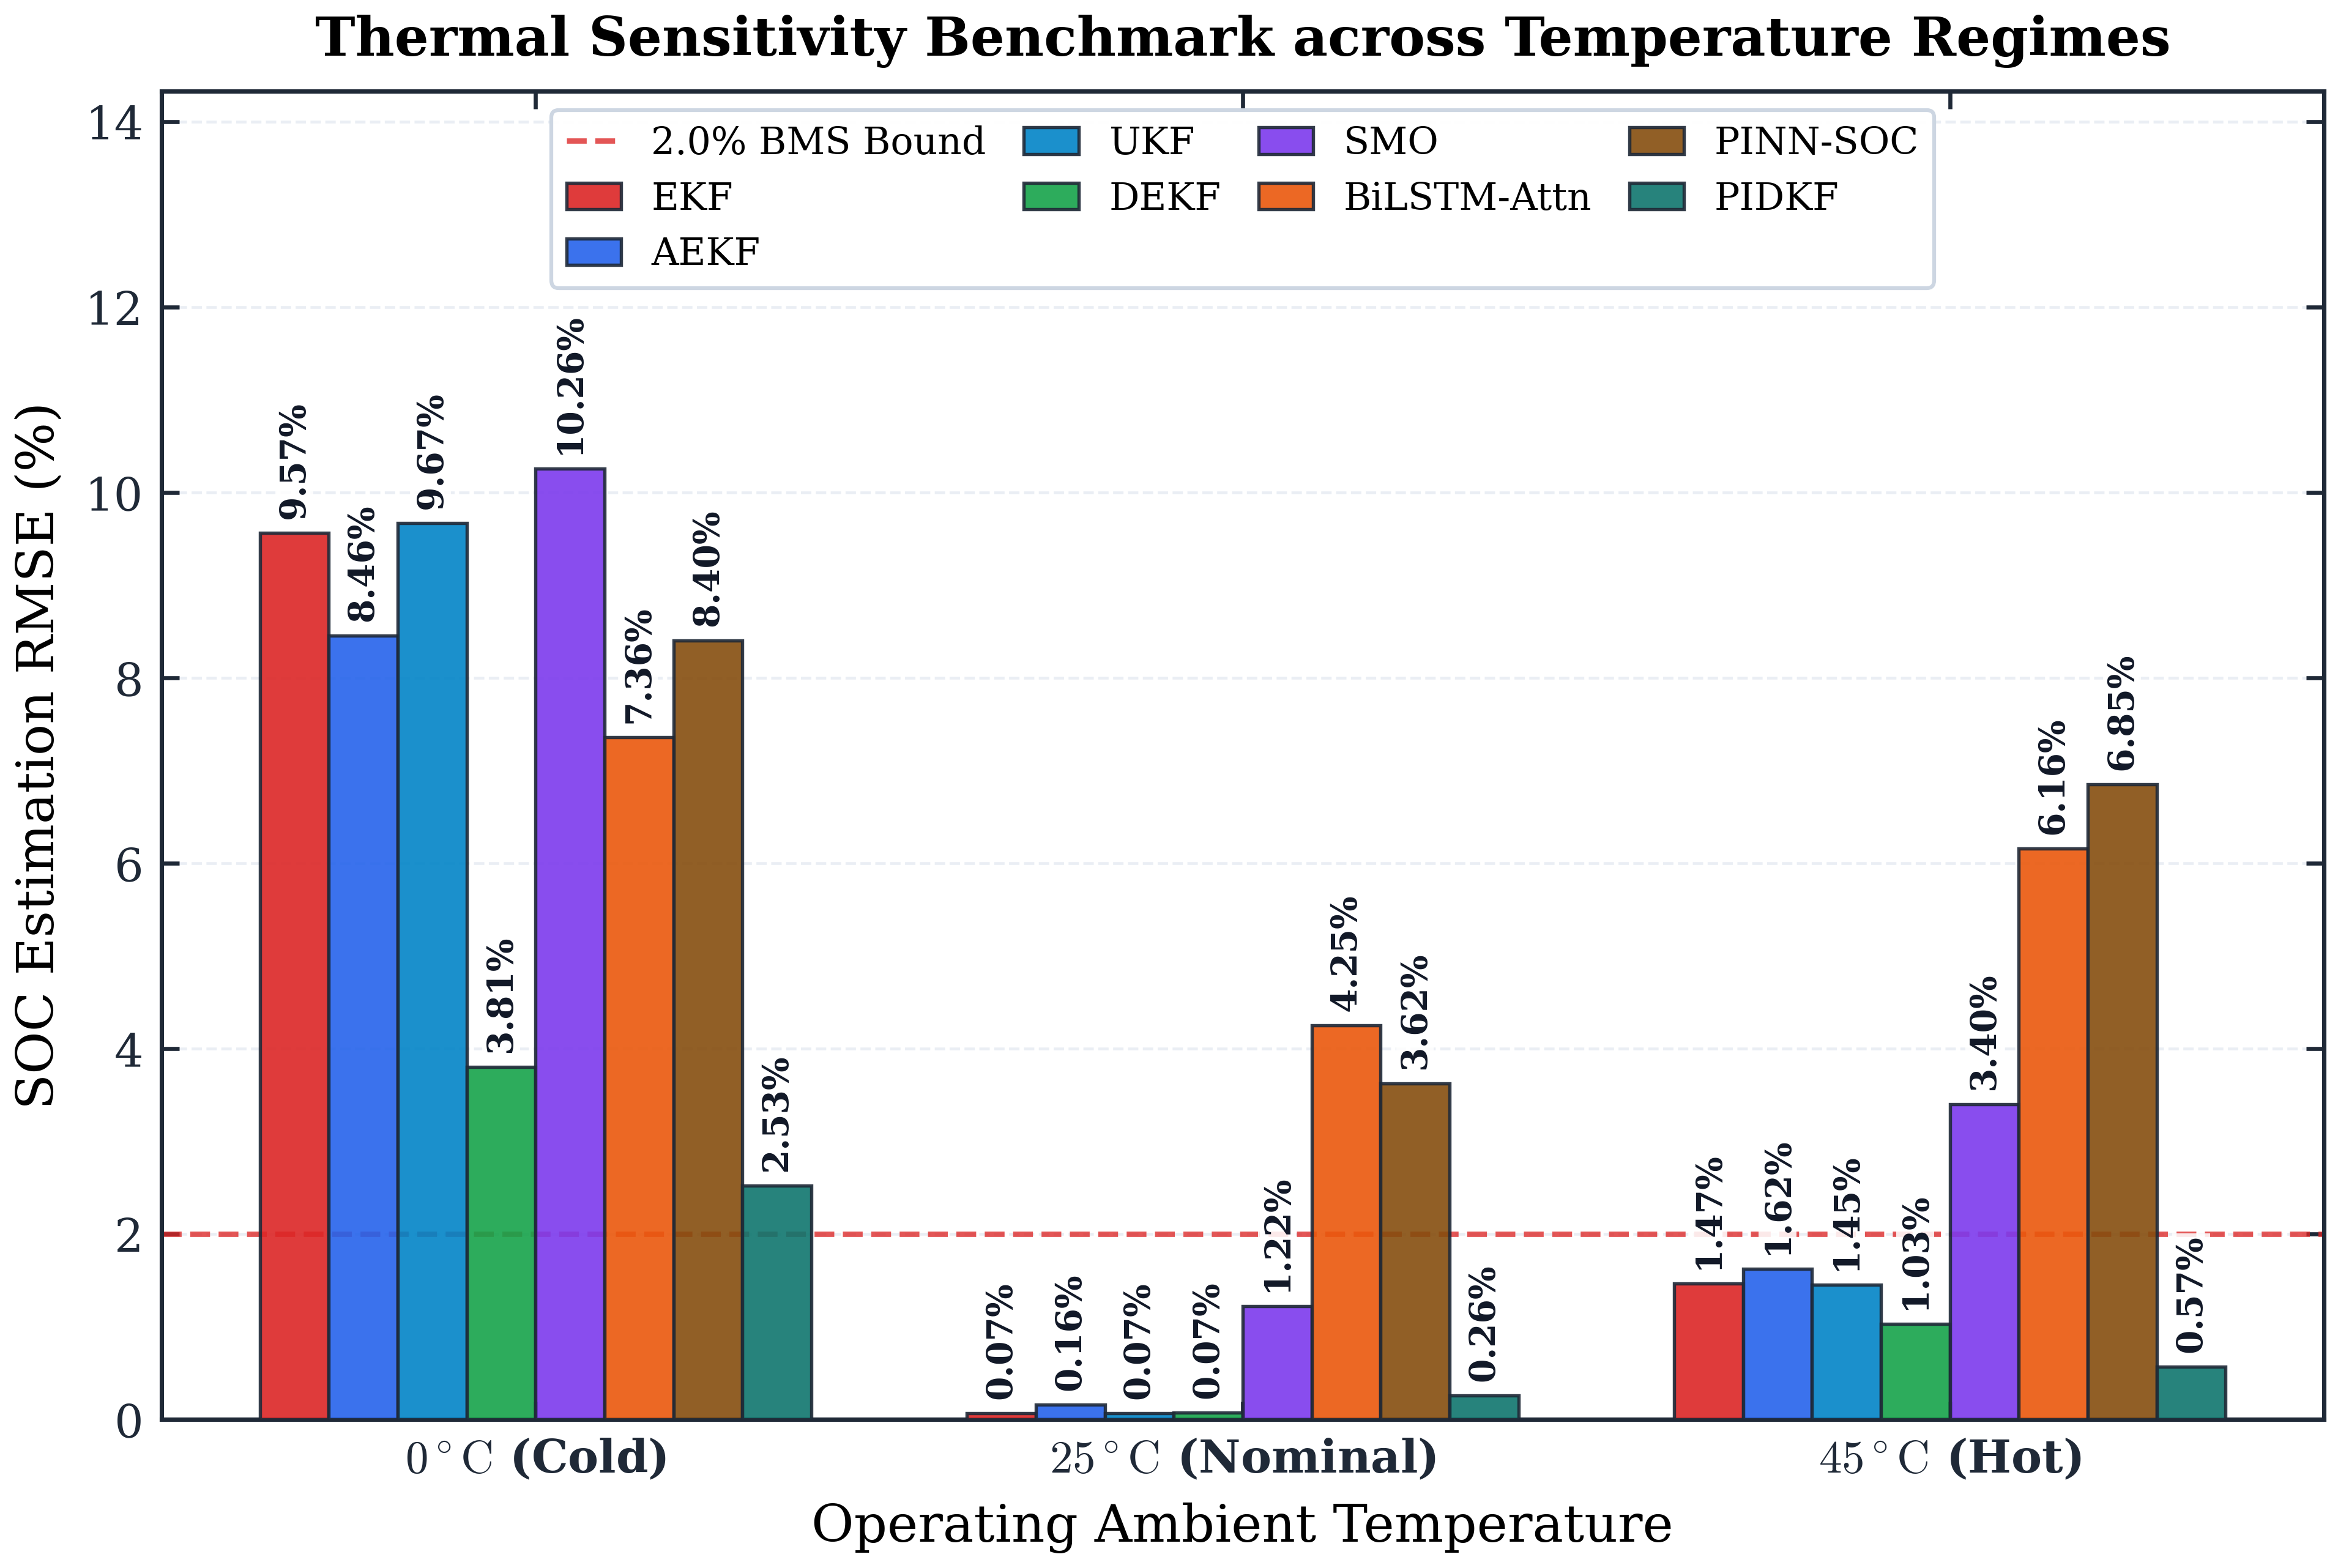 Thermal Sensitivity Benchmark across Temperature Regimes
SOC Estimation RMSE (%)
14
12
10
8
6
4
2
0
2.0% BMS Bound
EKF
AEKF
UKF
DEKF
SMO
BiLSTM-Attn
PINN-SOC
PIDKF
9.57%
8.46%
9.67%
3.81%
10.26%
7.36%
8.40%
2.53%
0.07%
0.16%
0.07%
0.07%
1.22%
4.25%
3.62%
0.26%
1.47%
1.62%
1.45%
1.03%
3.40%
6.16%
6.85%
0.57%
0°C (Cold)
25°C (Nominal)
45°C (Hot)
Operating Ambient Temperature